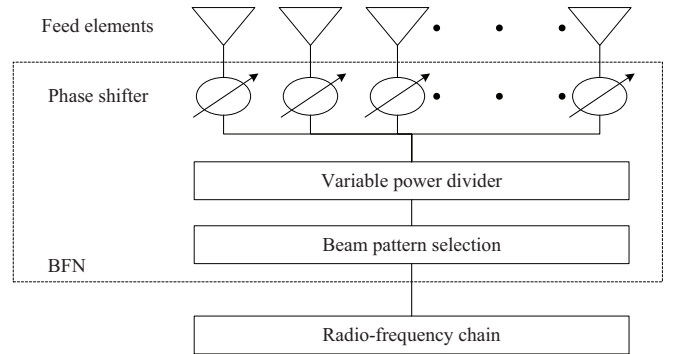 Feed elements
Phase shifter
Variable power divider
Beam pattern selection
BFN
Radio-frequency chain